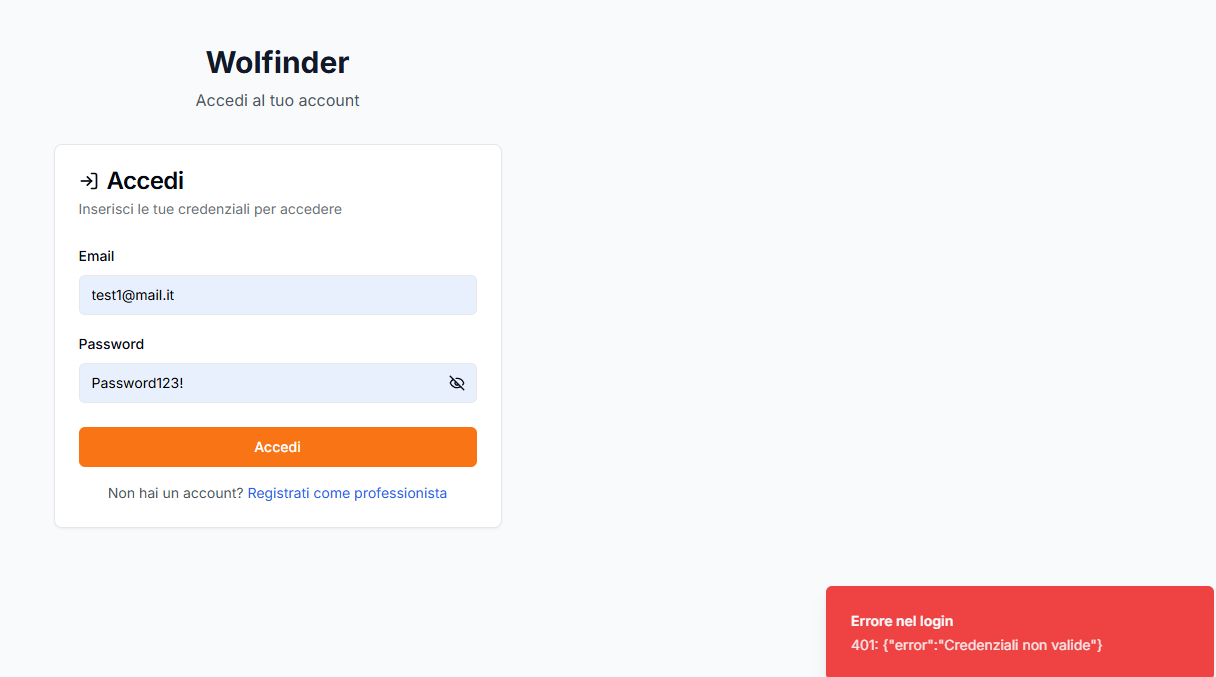 Wolfinder
Accedi al tuo account
Accedi
Inserisci le tue credenziali per accedere
Email
test1@mail.it
Password
Password123!
Accedi
Non hai un account? Registrati come professionista
Errore nel login
401: {"error":"Credenziali non valide"}